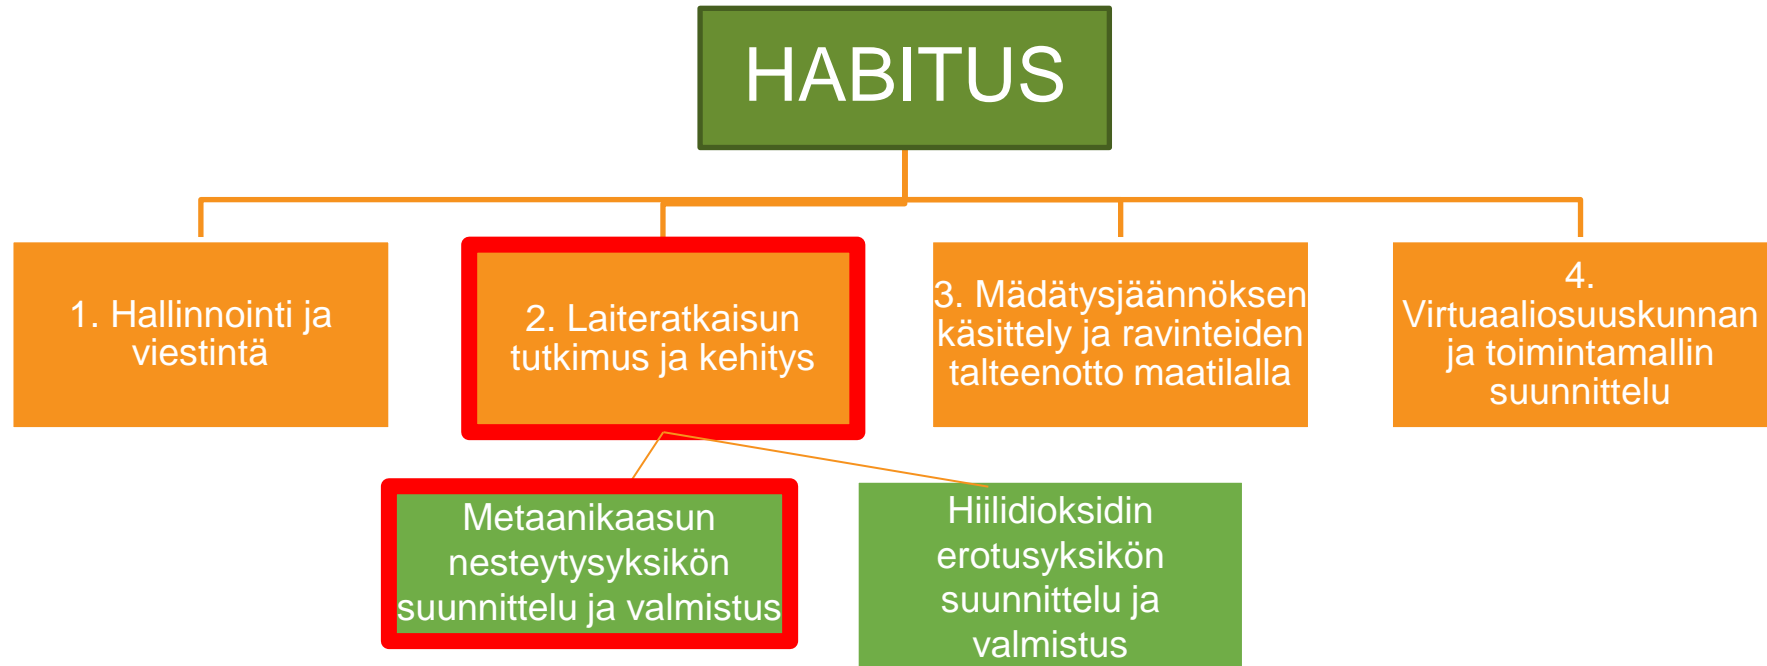 HABITUS
1. Hallinnointi ja
viestintä
2. Laiteratkaisun
tutkimus ja kehitys
3. Mädätysjäännöksen
käsittely ja ravinteiden
talteenotto maatilalla
4.
Virtuaaliosuuskunnan
ja toimintamallin
suunnittelu
Metaanikaasun
nesteytysyksikön
suunnittelu ja valmistus
Hiilidioksidin
erotusyksikön
suunnittelu ja
valmistus